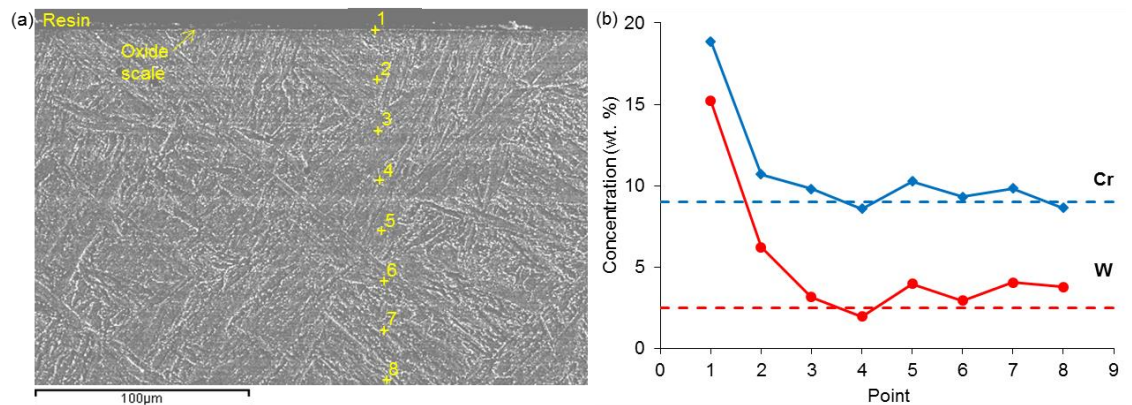 (a)
Resin
Oxide
scale
1
2
3
4
5
6
7
8
100μm
(b)
20
15
10
5
0
Concentration (wt. %)
Cr
W
0 1 2 3 4 5 6 7 8 9
Point